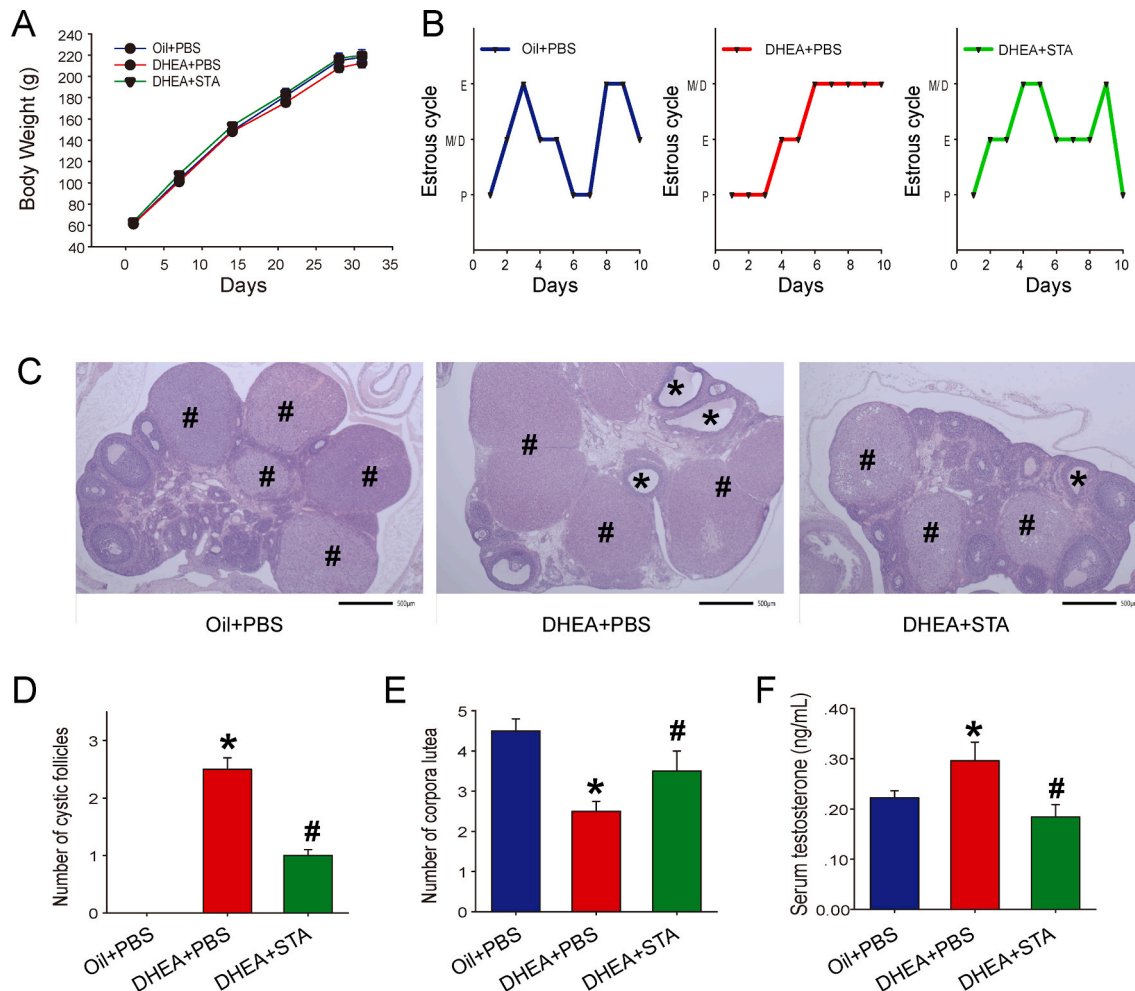 A
Oil+PBS
DHEA+PBS
DHEA+STA
Body Weight (g)
240
220
200
180
160
140
120
100
80
60
40
0 5 10 15 20 25 30 35
Days
B
Oil+PBS
Estrous cycle
E
M/D
P
0 2 4 6 8 10
Days
DHEA+PBS
Estrous cycle
M/D
E
P
0 2 4 6 8 10
Days
DHEA+STA
Estrous cycle
M/D
E
P
0 2 4 6 8 10
Days
C
# # # # #
500μm
Oil+PBS
* * # * # #
500μm
DHEA+PBS
# * # #
500μm
DHEA+STA
D
Number of cystic follicles
3
2
1
0
*
#
Oil+PBS DHEA+PBS DHEA+STA
E
Number of corpora lutea
5
4
3
2
1
0
*
#
Oil+PBS DHEA+PBS DHEA+STA
F
Serum testosterone (ng/mL)
.40
.30
.20
.10
0.00
*
#
Oil+PBS DHEA+PBS DHEA+STA